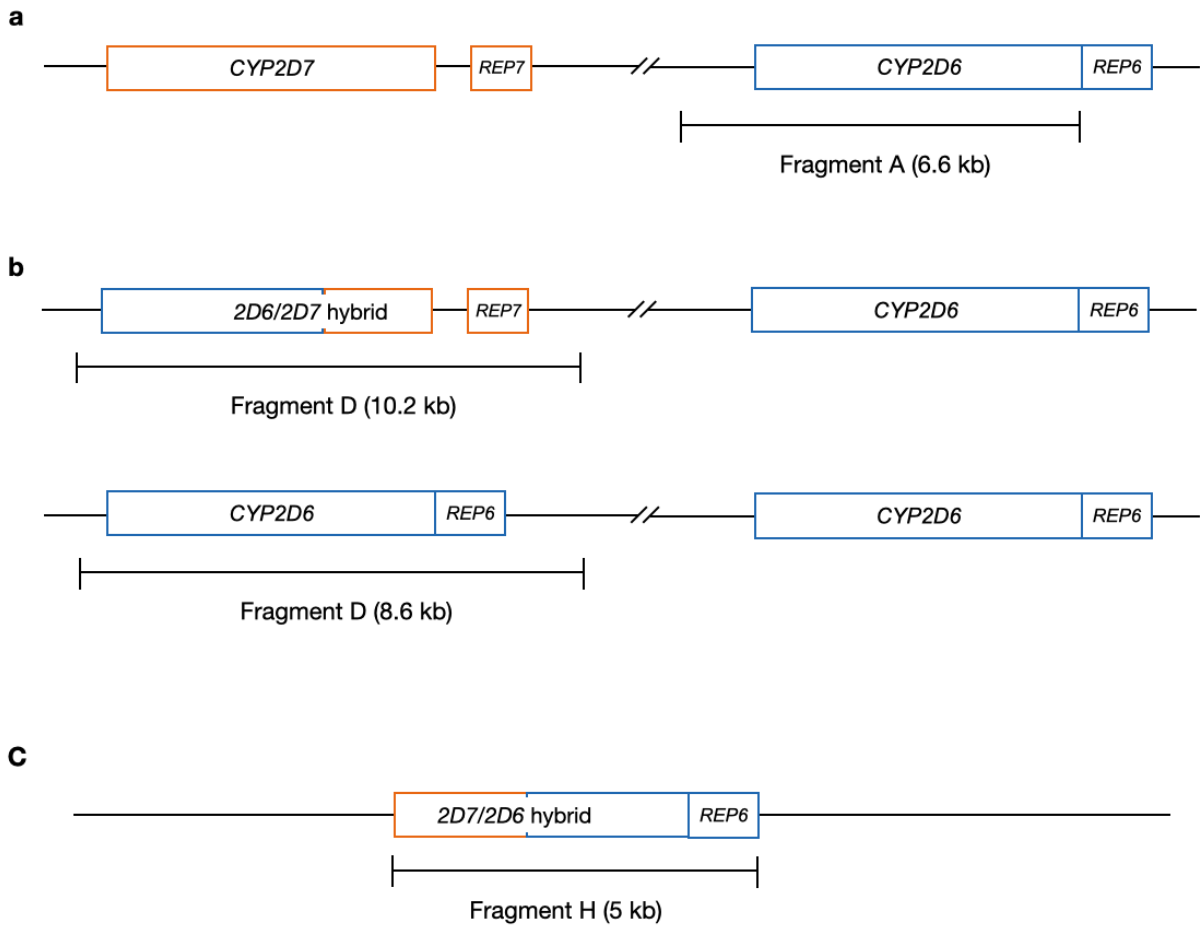 a
CYP2D7 REP7 CYP2D6 REP6
Fragment A (6.6 kb)
b
2D6/2D7 hybrid REP7 CYP2D6 REP6
Fragment D (10.2 kb)
CYP2D6 REP6 CYP2D6 REP6
Fragment D (8.6 kb)
C
2D7/2D6 hybrid REP6
Fragment H (5 kb)